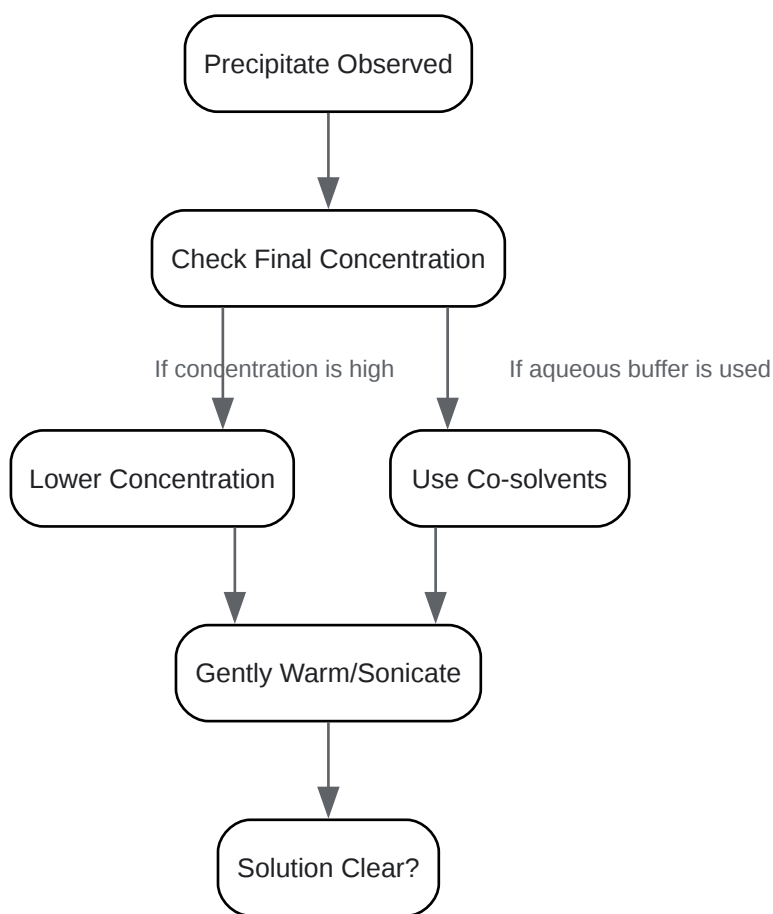 Precipitate Observed
Check Final Concentration
If concentration is high
If aqueous buffer is used
Lower Concentration
Use Co-solvents
Gently Warm/Sonicate
Solution Clear?